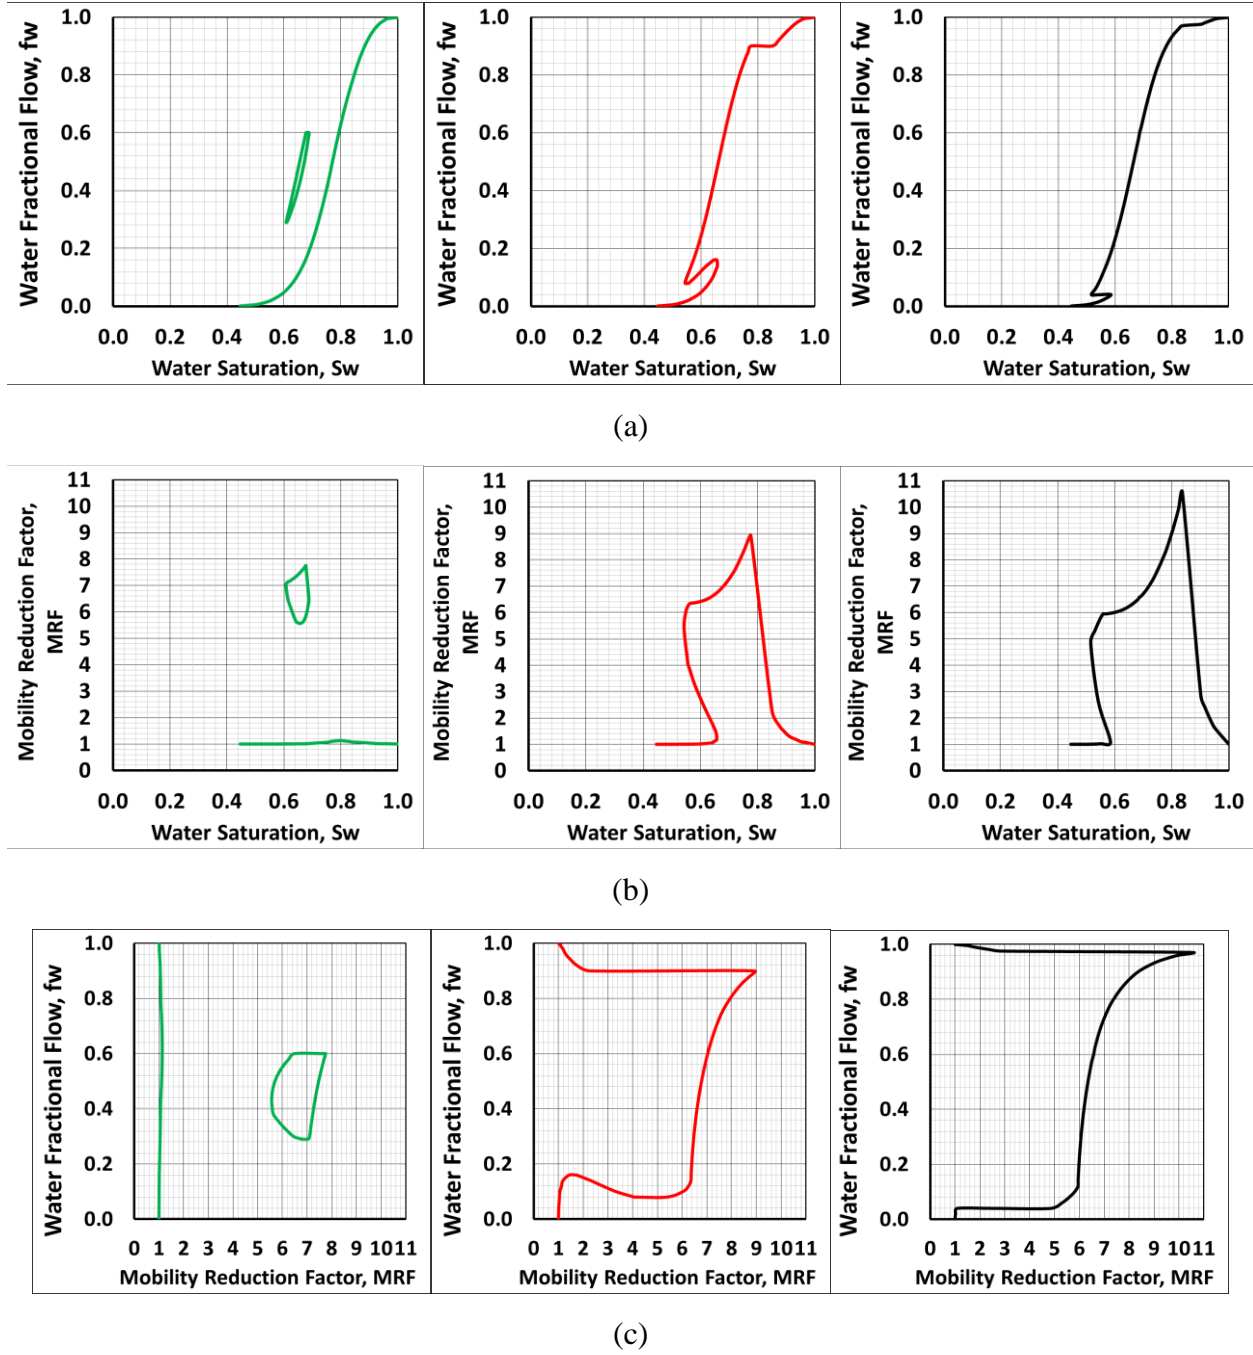 Water Fractional Flow, fw
1.0
0.8
0.6
0.4
0.2
0.0
0.0 0.2 0.4 0.6 0.8 1.0
Water Saturation, Sw
Water Fractional Flow, fw
1.0
0.8
0.6
0.4
0.2
0.0
0.0 0.2 0.4 0.6 0.8 1.0
Water Saturation, Sw
Water Fractional Flow, fw
1.0
0.8
0.6
0.4
0.2
0.0
0.0 0.2 0.4 0.6 0.8 1.0
Water Saturation, Sw
(a)
Mobility Reduction Factor,
MRF
11
10
9
8
7
6
5
4
3
2
1
0
0.0 0.2 0.4 0.6 0.8 1.0
Water Saturation, Sw
Mobility Reduction Factor,
MRF
11
10
9
8
7
6
5
4
3
2
1
0
0.0 0.2 0.4 0.6 0.8 1.0
Water Saturation, Sw
Mobility Reduction Factor,
MRF
11
10
9
8
7
6
5
4
3
2
1
0
0.0 0.2 0.4 0.6 0.8 1.0
Water Saturation, Sw
(b)
Water Fractional Flow, fw
1.0
0.8
0.6
0.4
0.2
0.0
0 1 2 3 4 5 6 7 8 9 1011
Mobility Reduction Factor, MRF
Water Fractional Flow, fw
1.0
0.8
0.6
0.4
0.2
0.0
0 1 2 3 4 5 6 7 8 9 1011
Mobility Reduction Factor, MRF
Water Fractional Flow, fw
1.0
0.8
0.6
0.4
0.2
0.0
0 1 2 3 4 5 6 7 8 9 1011
Mobility Reduction Factor, MRF
(c)